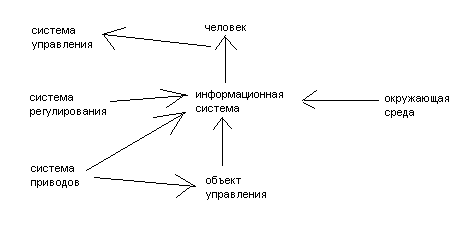 система
управления
человек
система
регулирования
информационная
система
окружающая
среда
система
приводов
объект
управления